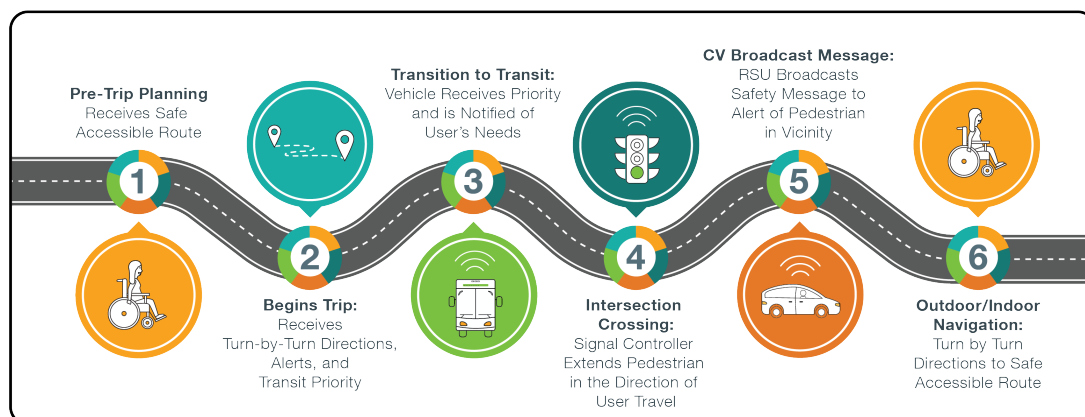 Pre-Trip Planning
Receives Safe
Accessible Route
1
2
Begins Trip:
Receives
Turn-by-Turn Directions,
Alerts, and
Transit Priority
Transition to Transit:
Vehicle Receives Priority
and is Notified of
User's Needs
3
4
Intersection
Crossing:
Signal Controller
Extends Pedestrian
in the Direction of
User Travel
CV Broadcast Message:
RSU Broadcasts
Safety Message to
Alert of Pedestrian
in Vicinity
5
6
Outdoor/Indoor
Navigation:
Turn by Turn
Directions to Safe
Accessible Route